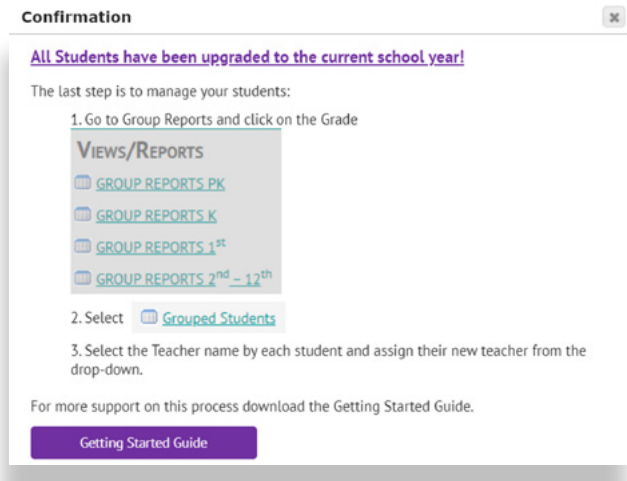 Confirmation
All Students have been upgraded to the current school year!
The last step is to manage your students:
1. Go to Group Reports and click on the Grade
VIEWS/REPORTS
GROUP REPORTS PK
GROUP REPORTS K
GROUP REPORTS 1st
GROUP REPORTS 2nd – 12th
2. Select Grouped Students
3. Select the Teacher name by each student and assign their new teacher from the
drop-down.
For more support on this process download the Getting Started Guide.
Getting Started Guide